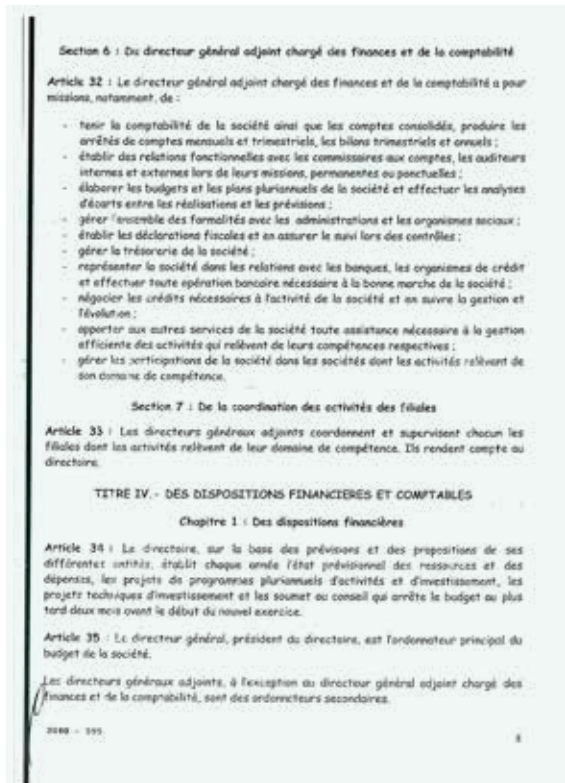 Section 6 : Du directeur général adjoint chargé des finances et de la comptabilité
Article 32 : Le directeur général adjoint chargé des finances et de la comptabilité a pour
missions, notamment, de :
- tenir la comptabilité de la société ainsi que les comptes consolidés, produire les
arrêtés de comptes mensuels et trimestriels, les bilans trimestriels et annuels ;
- établir des relations fonctionnelles avec les commissaires aux comptes, les auditeurs
internes et externes lors de leurs missions, permanentes ou ponctuelles ;
- élaborer les budgets et les plans pluriannuels de la société et effectuer les analyses
d'écarts entre les réalisations et les prévisions ;
- gérer l'ensemble des formalités avec les administrations et les organismes sociaux ;
- établir les déclarations fiscales et en assurer le suivi lors des contrôles ;
- gérer la trésorerie de la société ;
- représenter la société dans les relations avec les banques, les organismes de crédit
et effectuer toute opération bancaire nécessaire à la bonne marche de la société ;
- négocier les crédits nécessaires à l'activité de la société et en suivre la gestion et
l'évolution ;
- apporter aux autres services de la société toute assistance nécessaire à la gestion
efficiente des activités qui relèvent de leurs compétences respectives ;
- gérer les participations de la société dans les sociétés dont les activités relèvent de
son domaine de compétence.
Section 7 : De la coordination des activités des filiales
Article 33 : Les directeurs généraux adjoints coordonnent et supervisent chacun les
filiales dont les activités relèvent de leur domaine de compétence. Ils rendent compte au
directoire.
TITRE IV.- DES DISPOSITIONS FINANCIERES ET COMPTABLES
Chapitre 1 : Des dispositions financières
Article 34 : Le directoire, sur la base des prévisions et des propositions de ses
différentes entités, établit chaque année l'état prévisionnel des ressources et des
dépenses, les projets de programmes pluriannuels d'activités et d'investissement, les
projets techniques d'investissement et les soumet au conseil qui arrête le budget au plus
tard deux mois avant le début du nouvel exercice.
Article 35 : Le directeur général, président du directoire, est l'ordonnateur principal du
budget de la société.
Les directeurs généraux adjoints, à l'exception du directeur général adjoint chargé des
finances et de la comptabilité, sont des ordonnateurs secondaires.
8